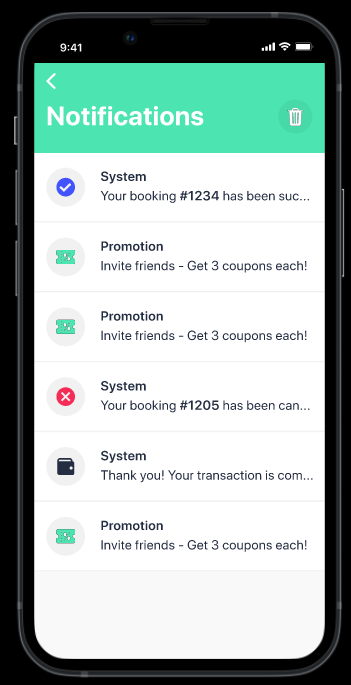 9:41
Notifications
System
Your booking #1234 has been suc...
Promotion
Invite friends - Get 3 coupons each!
Promotion
Invite friends - Get 3 coupons each!
System
Your booking #1205 has been can...
System
Thank you! Your transaction is com...
Promotion
Invite friends - Get 3 coupons each!